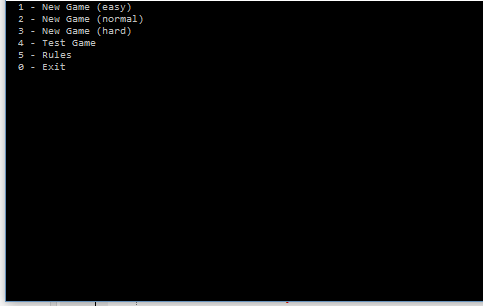 1 - New Game (easy)
2 - New Game (normal)
3 - New Game (hard)
4 - Test Game
5 - Rules
0 - Exit